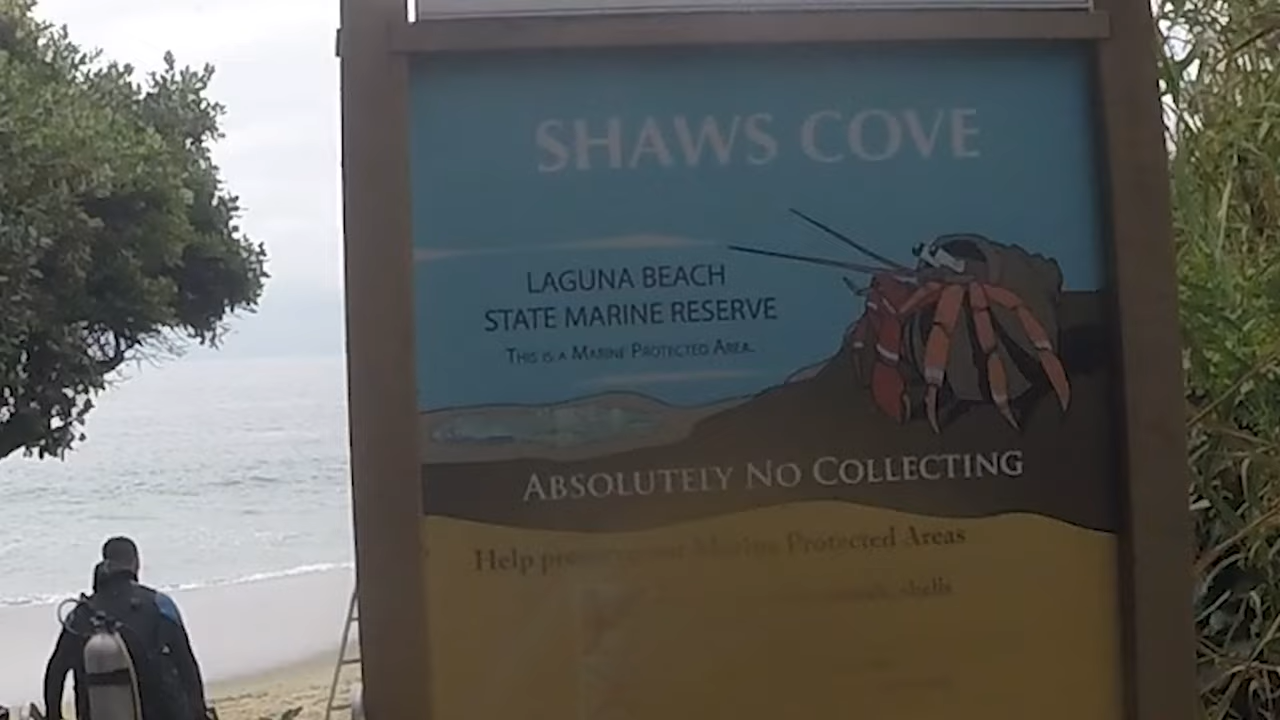 SHAWS COVE
LAGUNA BEACH
STATE MARINE RESERVE
THIS IS A MARINE PROTECTED AREA.
ABSOLUTELY NO COLLECTING
Help Marine Protected Areas
shells